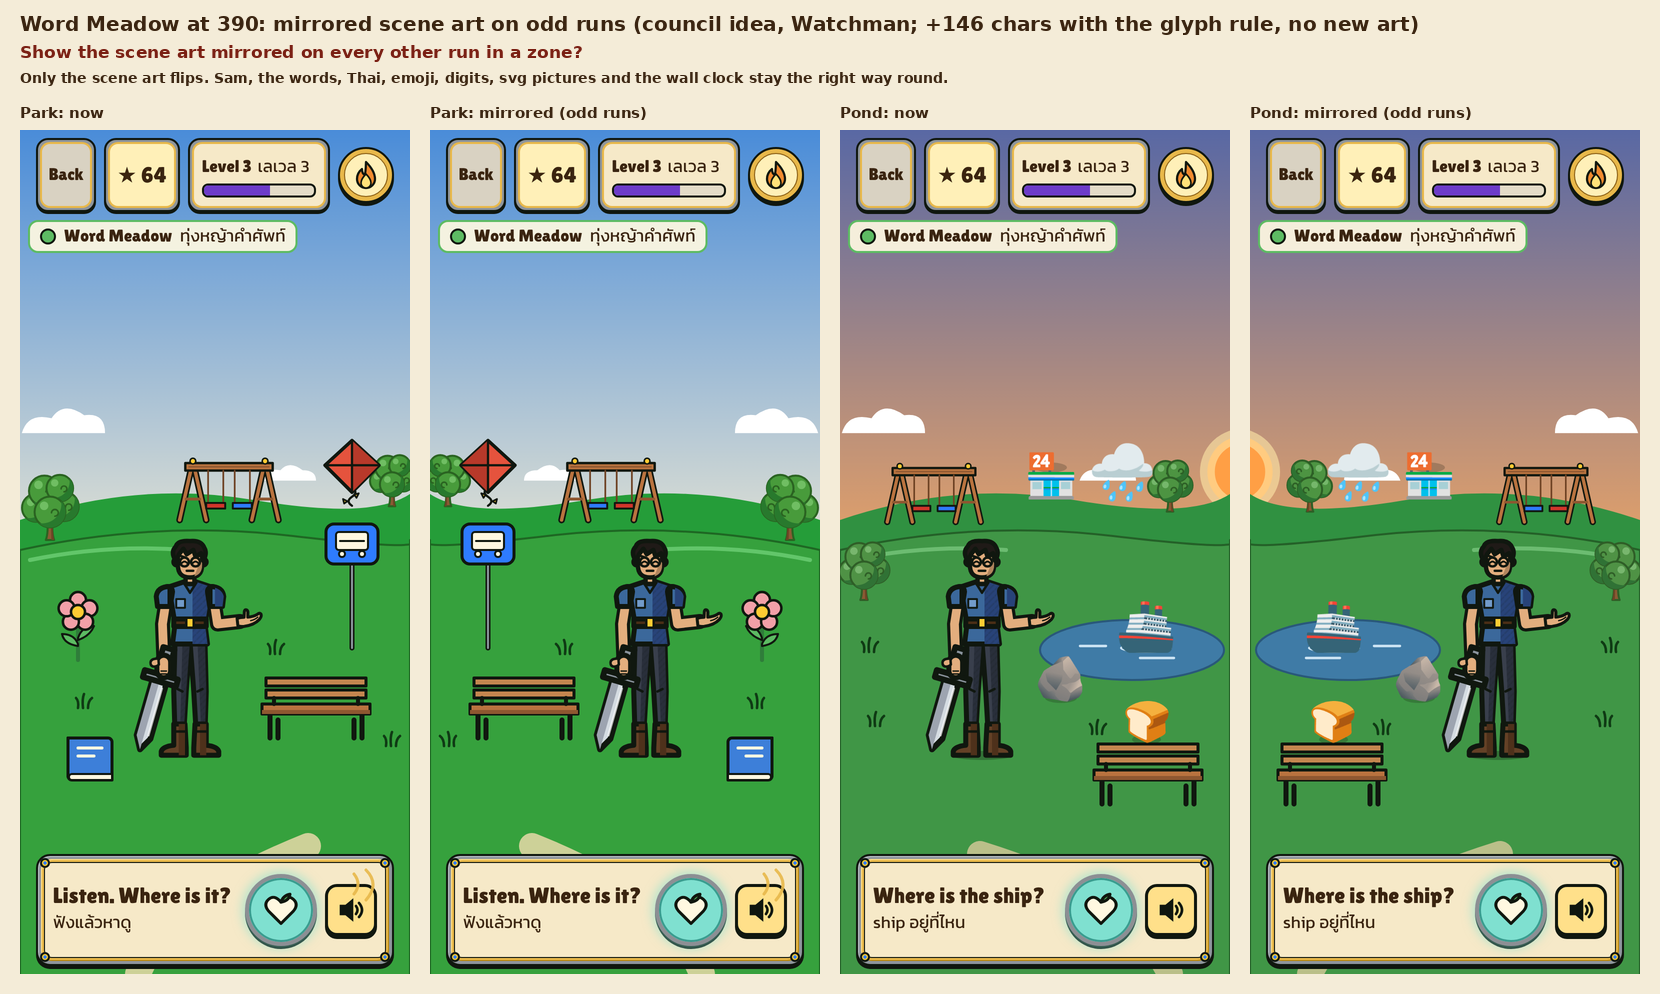 Word Meadow at 390: mirrored scene art on odd runs (council idea, Watchman; +146 chars with the glyph rule, no new art)
Show the scene art mirrored on every other run in a zone?
Only the scene art flips. Sam, the words, Thai, emoji, digits, svg pictures and the wall clock stay the right way round.
Park: now
Back
★ 64
Level 3 เลเวล 3
Word Meadow ทุ่งหญ้าคำศัพท์
Listen. Where is it?
ฟังแล้วหาดู
Park: mirrored (odd runs)
Back
★ 64
Level 3 เลเวล 3
Word Meadow ทุ่งหญ้าคำศัพท์
Listen. Where is it?
ฟังแล้วหาดู
Pond: now
Back
★ 64
Level 3 เลเวล 3
Word Meadow ทุ่งหญ้าคำศัพท์
24
Where is the ship?
ship อยู่ที่ไหน
Pond: mirrored (odd runs)
Back
★ 64
Level 3 เลเวล 3
Word Meadow ทุ่งหญ้าคำศัพท์
24
Where is the ship?
ship อยู่ที่ไหน